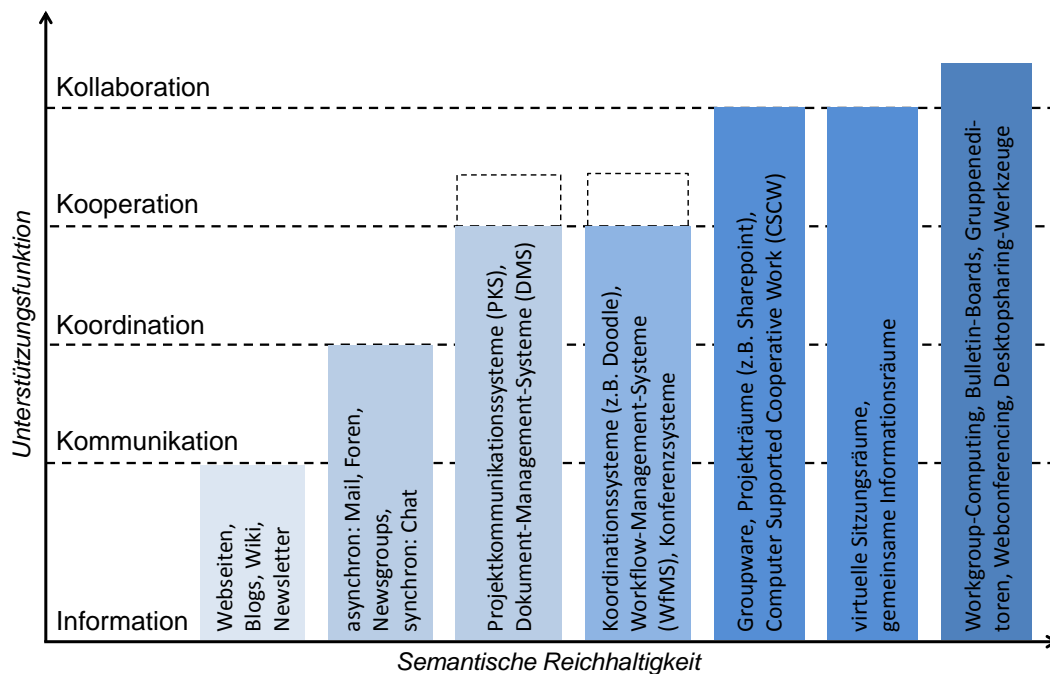 Kollaboration
Kooperation
Koordination
Kommunikation
Information
Unterstützungsfunktion
Webseiten,
Blogs, Wiki,
Newsletter
asynchron: Mail, Foren,
Newsgroups,
synchron: Chat
Projektkommunikationssysteme (PKS),
Dokument-Management-System (DMS)
Koordinationssysteme (z.B. Doodle),
Workflow-Management-Systeme
(WfMS), Konferenzsysteme
Groupware, Projekträume (z.B. Sharepoint),
Computer Supported Cooperative Work (CSCW)
virtuelle Sitzungsräume,
gemeinsame Informationsräume
Workgroup-Computing, Bulletin-Boards, Gruppenedi-
toren, Webconferencing, Desktopsharing-Werkzeuge
Semantische Reichhaltigkeit